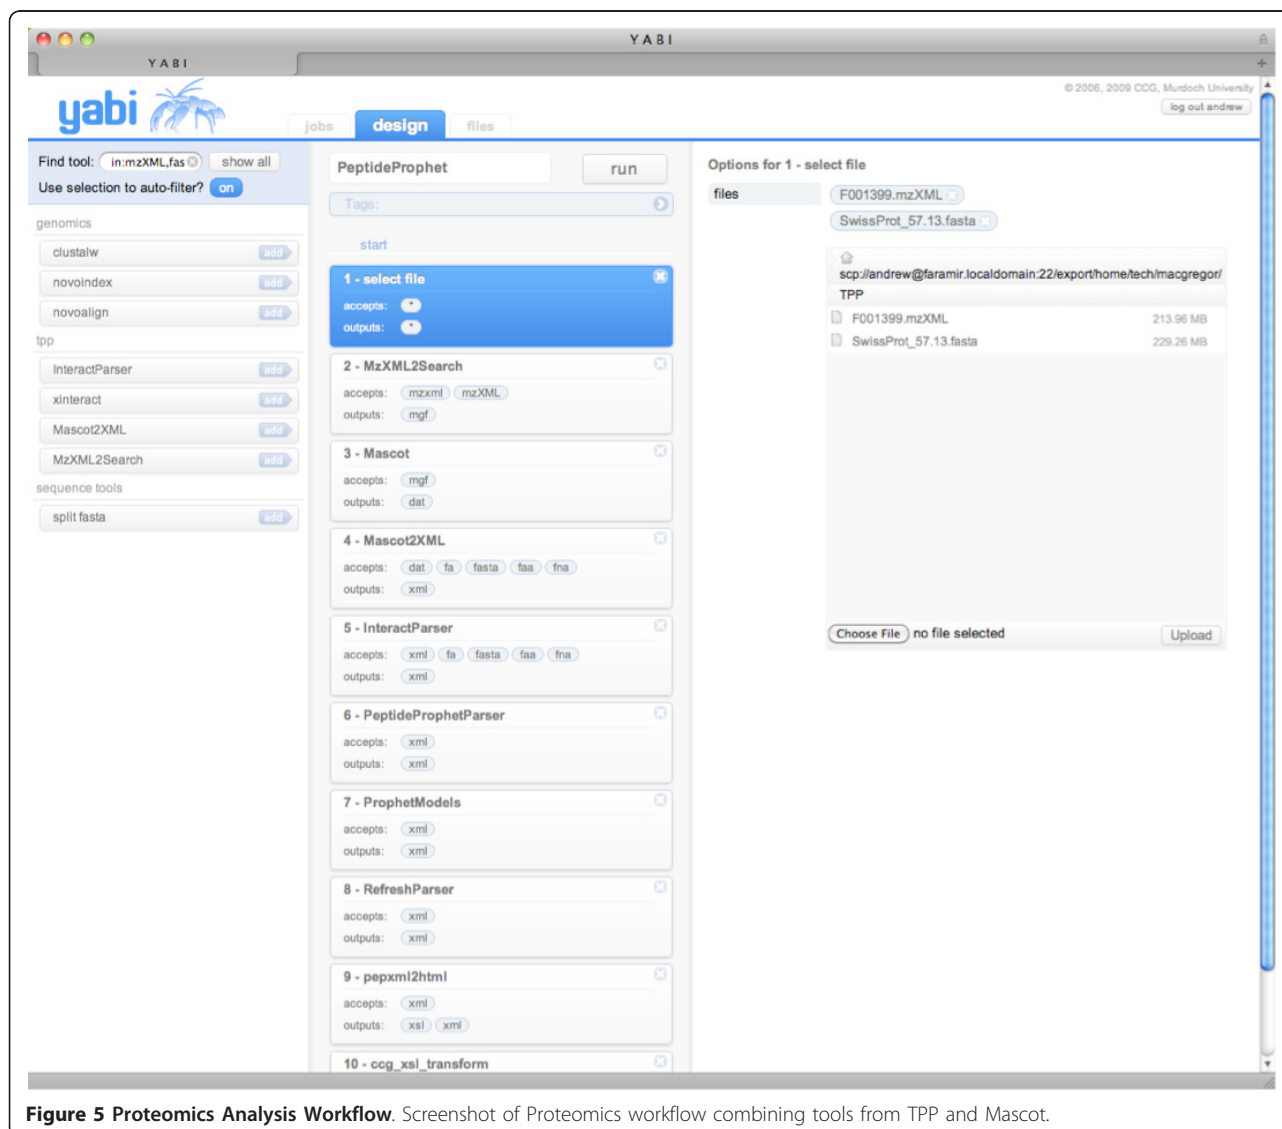 YABI
YABI
© 2006, 2009 CCG, Murdoch University
log out andrew
yabi
jobs design files
Find tool: in:mzXML,fas show all
Use selection to auto-filter? on
genomics
clustalw add
novoindex add
novoalign add
tpp
InteractParser add
xinteract add
Mascot2XML add
MzXML2Search add
sequence tools
split fasta add
PeptideProphet run
Tags:
start
1 - select file
accepts: *
outputs: *
2 - MzXML2Search
accepts: mzxml mzXML
outputs: mgf
3 - Mascot
accepts: mgf
outputs: dat
4 - Mascot2XML
accepts: dat fa fasta faa fna
outputs: xml
5 - InteractParser
accepts: xml fa fasta faa fna
outputs: xml
6 - PeptideProphetParser
accepts: xml
outputs: xml
7 - ProphetModels
accepts: xml
outputs: xml
8 - RefreshParser
accepts: xml
outputs: xml
9 - pepxml2html
accepts: xml
outputs: xsl xml
10 - ccg_xsl_transform
Options for 1 - select file
files F001399.mzXML
SwissProt_57.13.fasta
scp://andrew@faramir.localdomain:22/export/home/tech/macgregor/
TPP
F001399.mzXML 213.96 MB
SwissProt_57.13.fasta 229.26 MB
Choose File no file selected Upload
Figure 5 Proteomics Analysis Workflow. Screenshot of Proteomics workflow combining tools from TPP and Mascot.